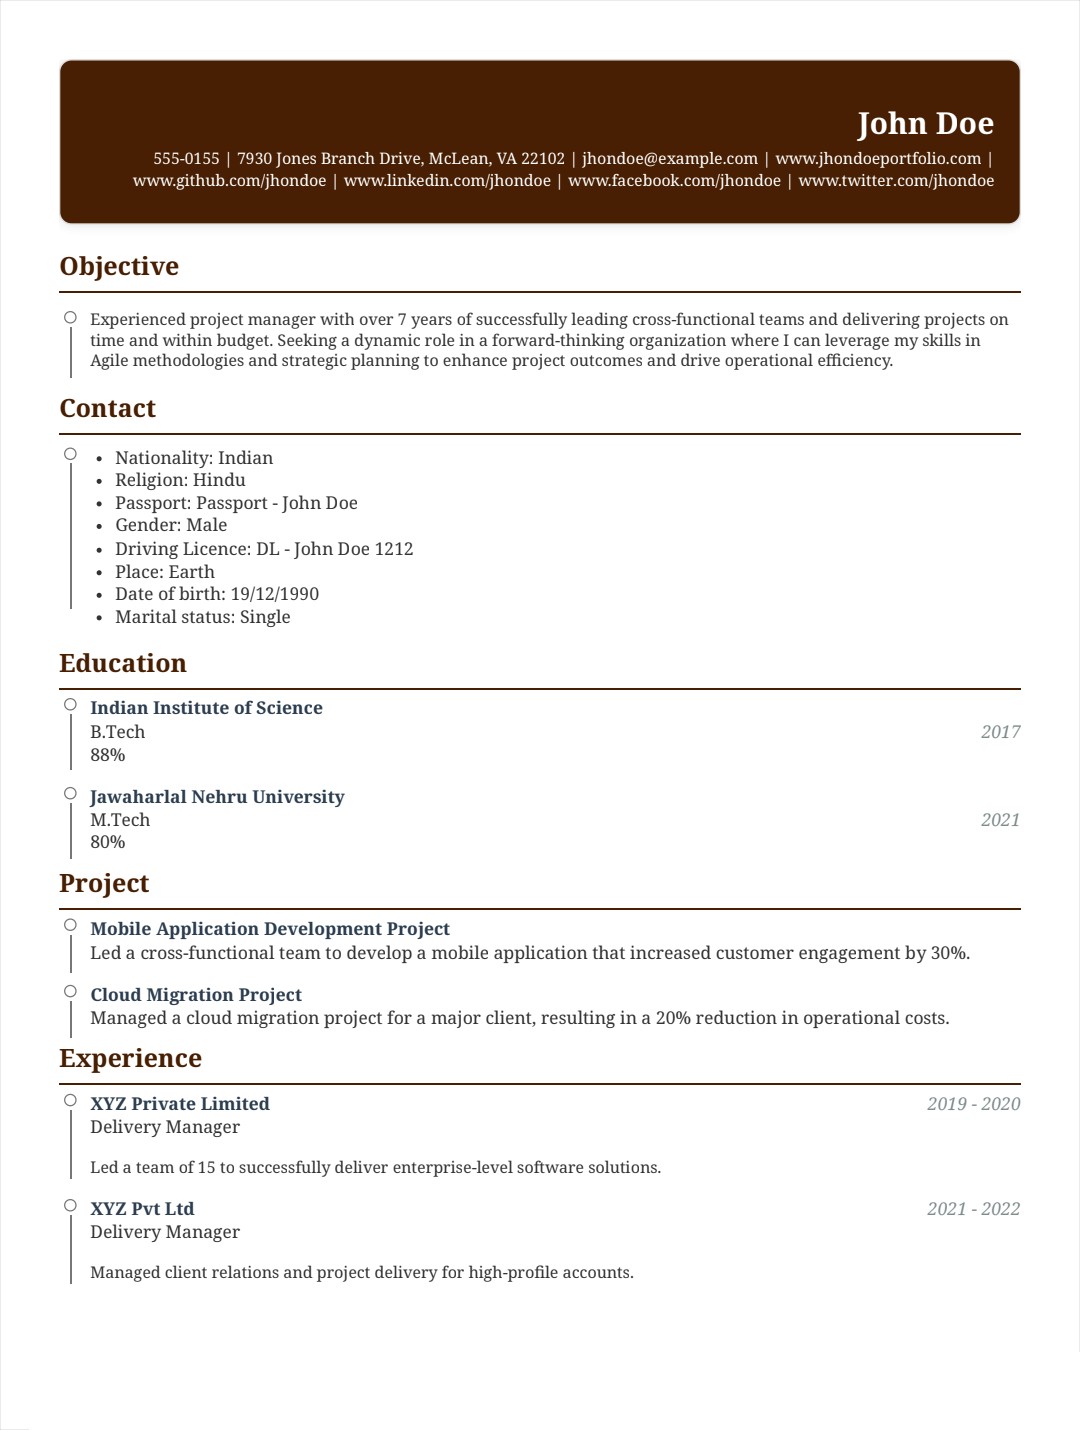 John Doe
555-0155 | 7930 Jones Branch Drive, McLean, VA 22102 | jhondoe@example.com | www.jhondoeportfolio.com |
www.github.com/jhondoe | www.linkedin.com/jhondoe | www.facebook.com/jhondoe | www.twitter.com/jhondoe
Objective
Experienced project manager with over 7 years of successfully leading cross-functional teams and delivering projects on
time and within budget. Seeking a dynamic role in a forward-thinking organization where I can leverage my skills in
Agile methodologies and strategic planning to enhance project outcomes and drive operational efficiency.
Contact
• Nationality: Indian
• Religion: Hindu
• Passport: Passport - John Doe
• Gender: Male
• Driving Licence: DL - John Doe 1212
• Place: Earth
• Date of birth: 19/12/1990
• Marital status: Single
Education
Indian Institute of Science
B.Tech 2017
88%
Jawaharlal Nehru University
M.Tech 2021
80%
Project
Mobile Application Development Project
Led a cross-functional team to develop a mobile application that increased customer engagement by 30%.
Cloud Migration Project
Managed a cloud migration project for a major client, resulting in a 20% reduction in operational costs.
Experience
XYZ Private Limited 2019 - 2020
Delivery Manager
Led a team of 15 to successfully deliver enterprise-level software solutions.
XYZ Pvt Ltd 2021 - 2022
Delivery Manager
Managed client relations and project delivery for high-profile accounts.